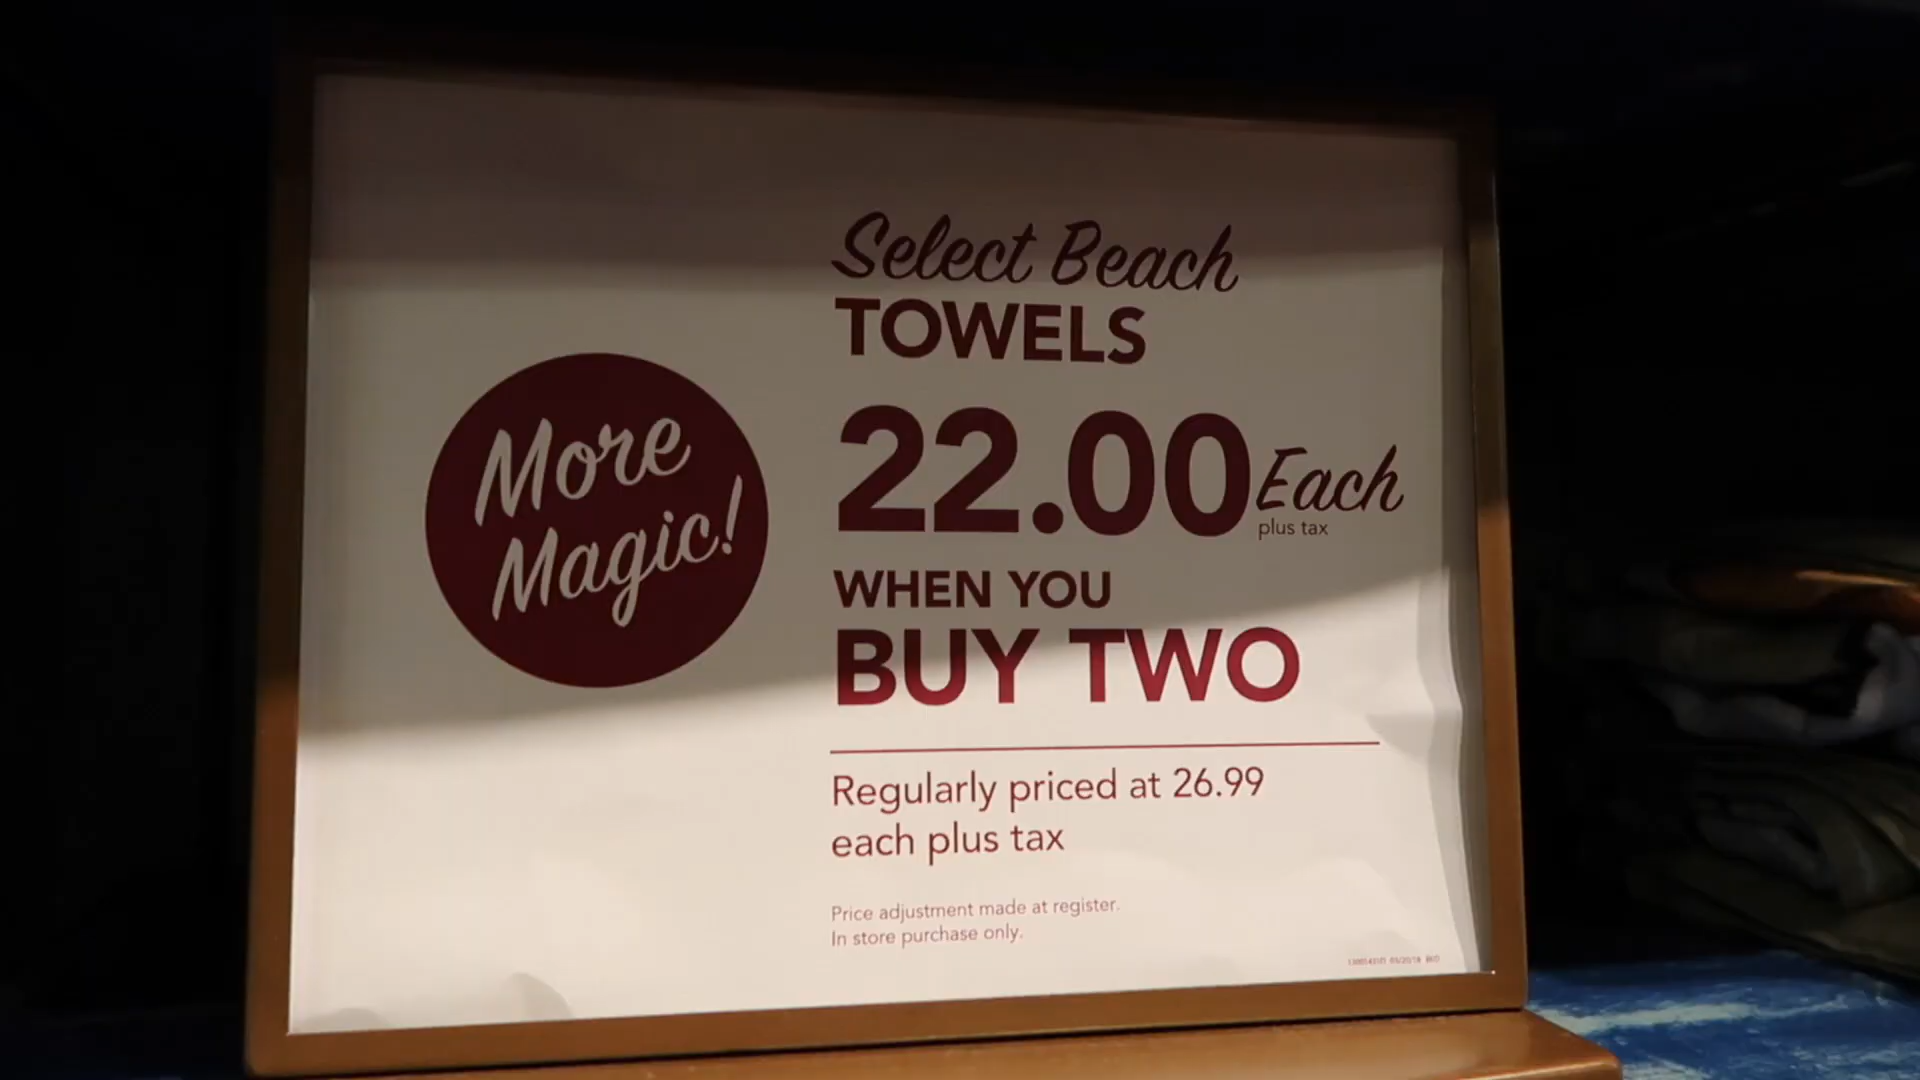 More
Magic!
Select Beach
TOWELS
22.00 Each
plus tax
WHEN YOU
BUY TWO
Regularly priced at 26.99
each plus tax
Price adjustment made at register.
In store purchase only.